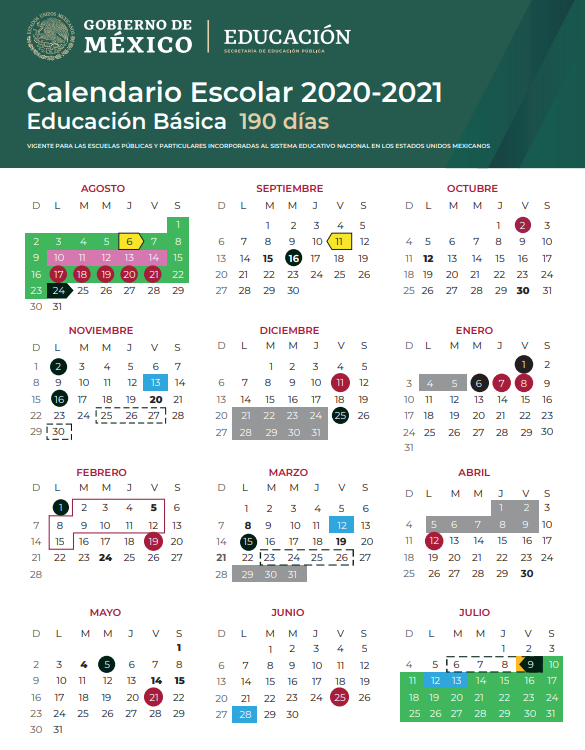 GOBIERNO DE
MÉXICO
EDUCACIÓN
SECRETARÍA DE EDUCACIÓN PÚBLICA
Calendario Escolar 2020-2021
Educación Básica 190 días
VIGENTE PARA LAS ESCUELAS PÚBLICAS Y PARTICULARES INCORPORADAS AL SISTEMA EDUCATIVO NACIONAL EN LOS ESTADOS UNIDOS MEXICANOS
AGOSTO
D L M M J V S
1
2 3 4 5 6 7 8
9 10 11 12 13 14 15
16 17 18 19 20 21 22
23 24 25 26 27 28 29
30 31
SEPTIEMBRE
D L M M J V S
1 2 3 4 5
6 7 8 9 10 11 12
13 14 15 16 17 18 19
20 21 22 23 24 25 26
27 28 29 30
OCTUBRE
D L M M J V S
1 2 3
4 5 6 7 8 9 10
11 12 13 14 15 16 17
18 19 20 21 22 23 24
25 26 27 28 29 30 31
NOVIEMBRE
D L M M J V S
1 2 3 4 5 6 7
8 9 10 11 12 13 14
15 16 17 18 19 20 21
22 23 24 25 26 27 28
29 30
DICIEMBRE
D L M M J V S
1 2 3 4 5
6 7 8 9 10 11 12
13 14 15 16 17 18 19
20 21 22 23 24 25 26
27 28 29 30 31
ENERO
D L M M J V S
1 2
3 4 5 6 7 8 9
10 11 12 13 14 15 16
17 18 19 20 21 22 23
24 25 26 27 28 29 30
31
FEBRERO
D L M M J V S
1 2 3 4 5 6
7 8 9 10 11 12 13
14 15 16 17 18 19 20
21 22 23 24 25 26 27
28
MARZO
D L M M J V S
1 2 3 4 5 6
7 8 9 10 11 12 13
14 15 16 17 18 19 20
21 22 23 24 25 26 27
28 29 30 31
ABRIL
D L M M J V S
1 2 3
4 5 6 7 8 9 10
11 12 13 14 15 16 17
18 19 20 21 22 23 24
25 26 27 28 29 30
MAYO
D L M M J V S
1
2 3 4 5 6 7 8
9 10 11 12 13 14 15
16 17 18 19 20 21 22
23 24 25 26 27 28 29
30 31
JUNIO
D L M M J V S
1 2 3 4 5
6 7 8 9 10 11 12
13 14 15 16 17 18 19
20 21 22 23 24 25 26
27 28 29 30
JULIO
D L M M J V S
1 2 3
4 5 6 7 8 9 10
11 12 13 14 15 16 17
18 19 20 21 22 23 24
25 26 27 28 29 30 31